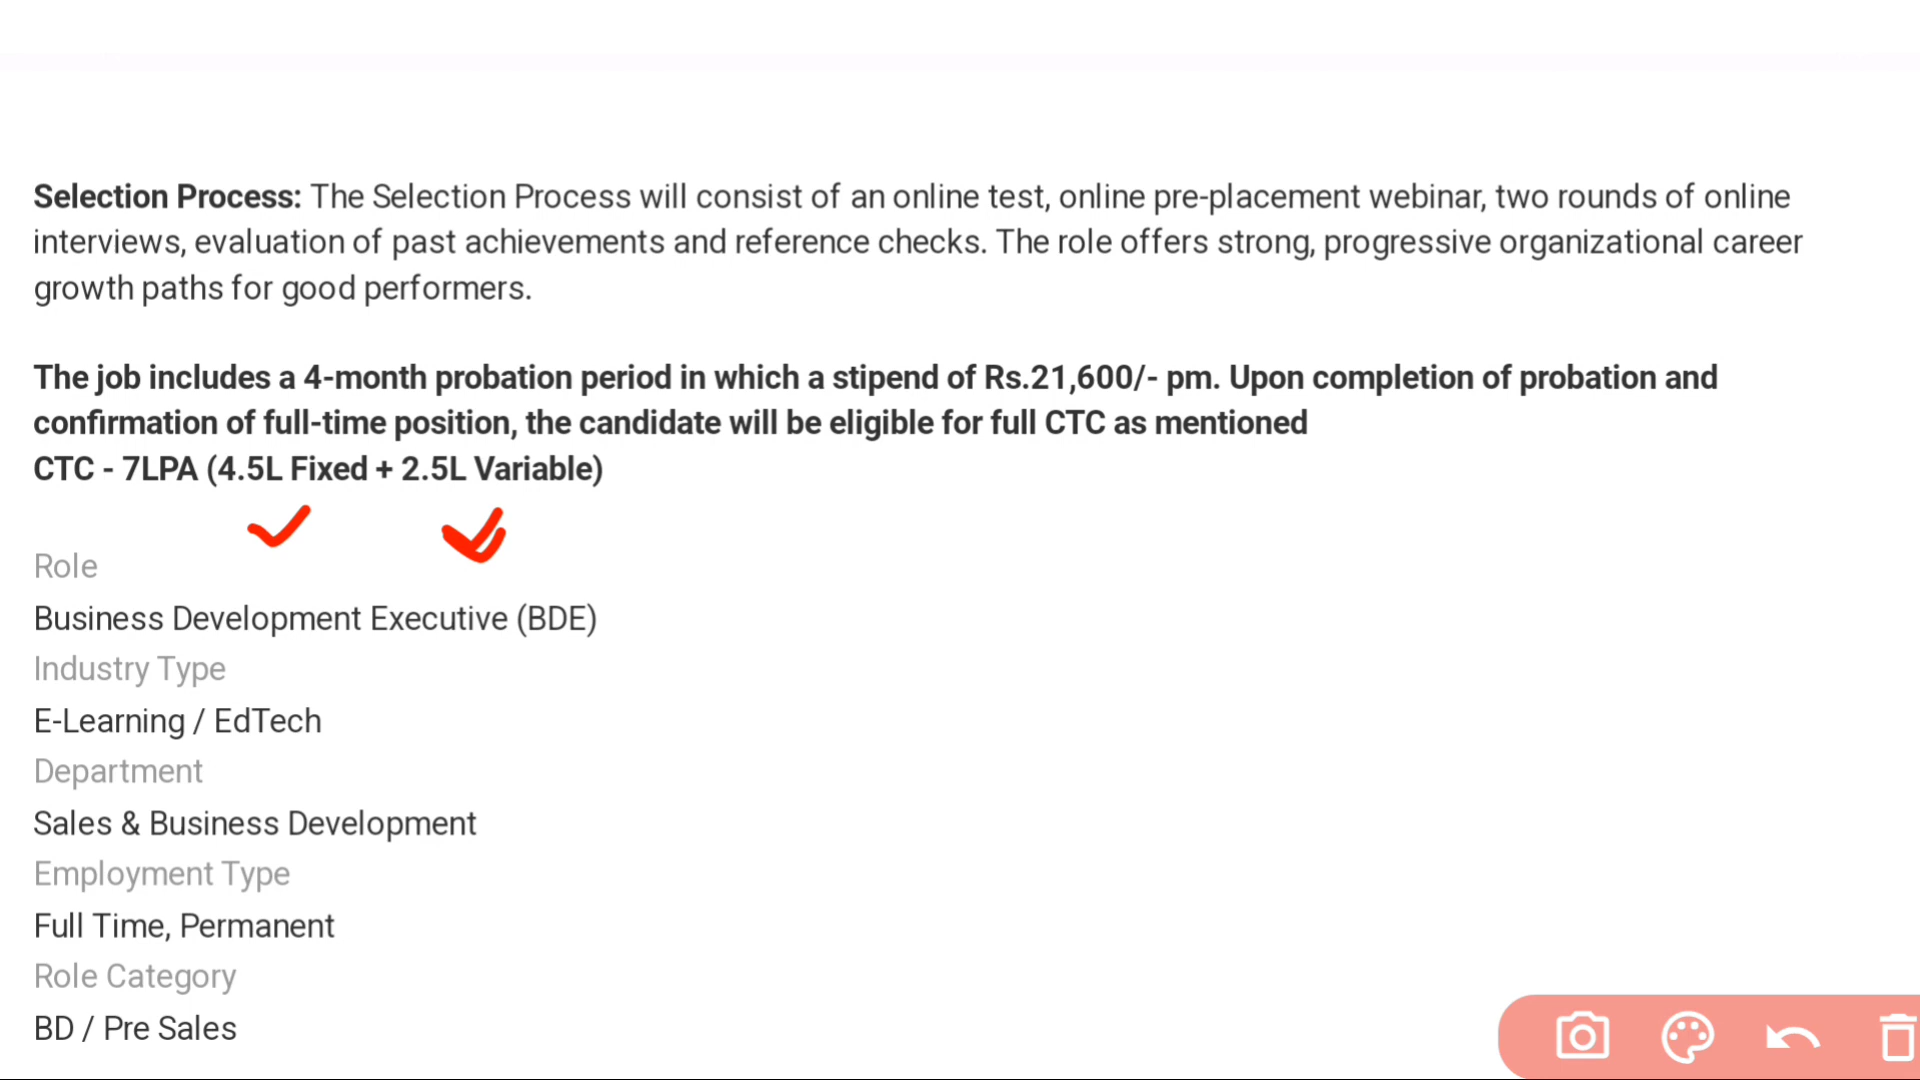 Selection Process: The Selection Process will consist of an online test, online pre-placement webinar, two rounds of online
interviews, evaluation of past achievements and reference checks. The role offers strong, progressive organizational career
growth paths for good performers.
The job includes a 4-month probation period in which a stipend of Rs.21,600/- pm. Upon completion of probation and
confirmation of full-time position, the candidate will be eligible for full CTC as mentioned
CTC - 7LPA (4.5L Fixed + 2.5L Variable)
Role
Business Development Executive (BDE)
Industry Type
E-Learning / EdTech
Department
Sales & Business Development
Employment Type
Full Time, Permanent
Role Category
BD / Pre Sales